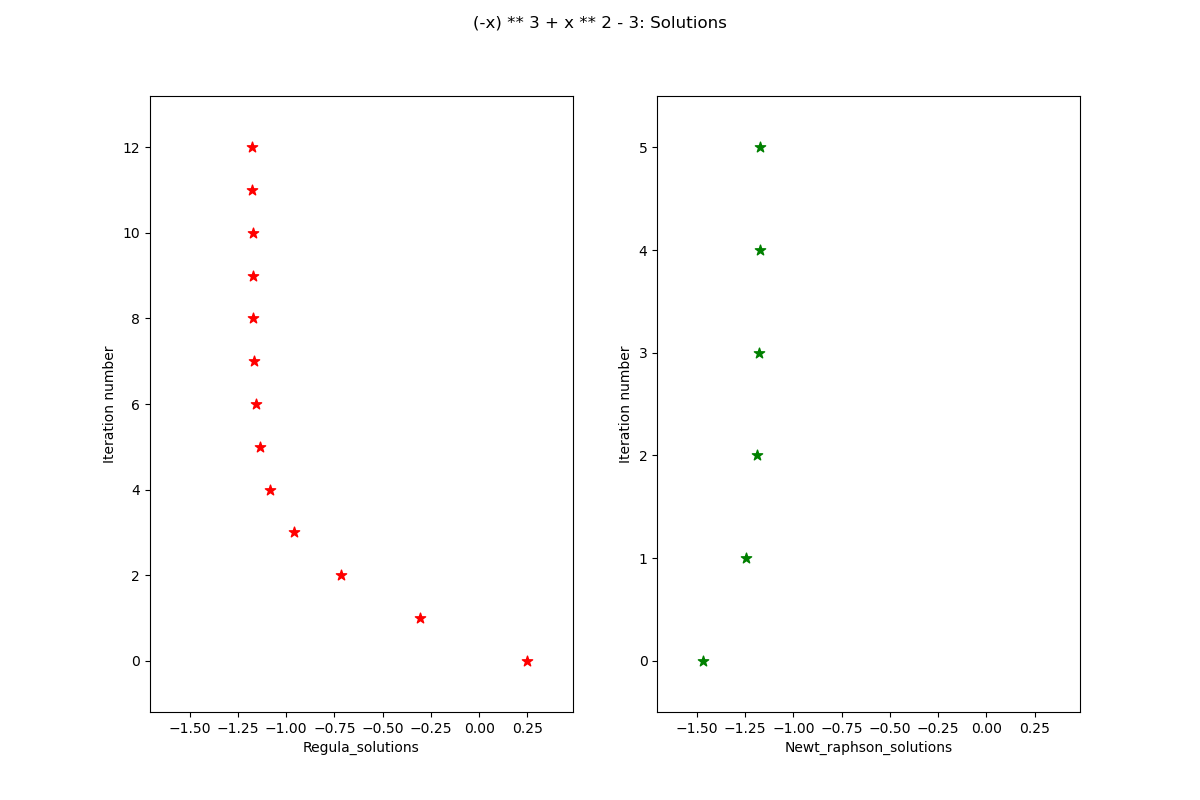 (-x) ** 3 + x ** 2 - 3: Solutions
12
10
8
6
4
2
0
Iteration number
−1.50 −1.25 −1.00 −0.75 −0.50 −0.25 0.00 0.25
Regula_solutions
5
4
3
2
1
0
Iteration number
−1.50 −1.25 −1.00 −0.75 −0.50 −0.25 0.00 0.25
Newt_raphson_solutions